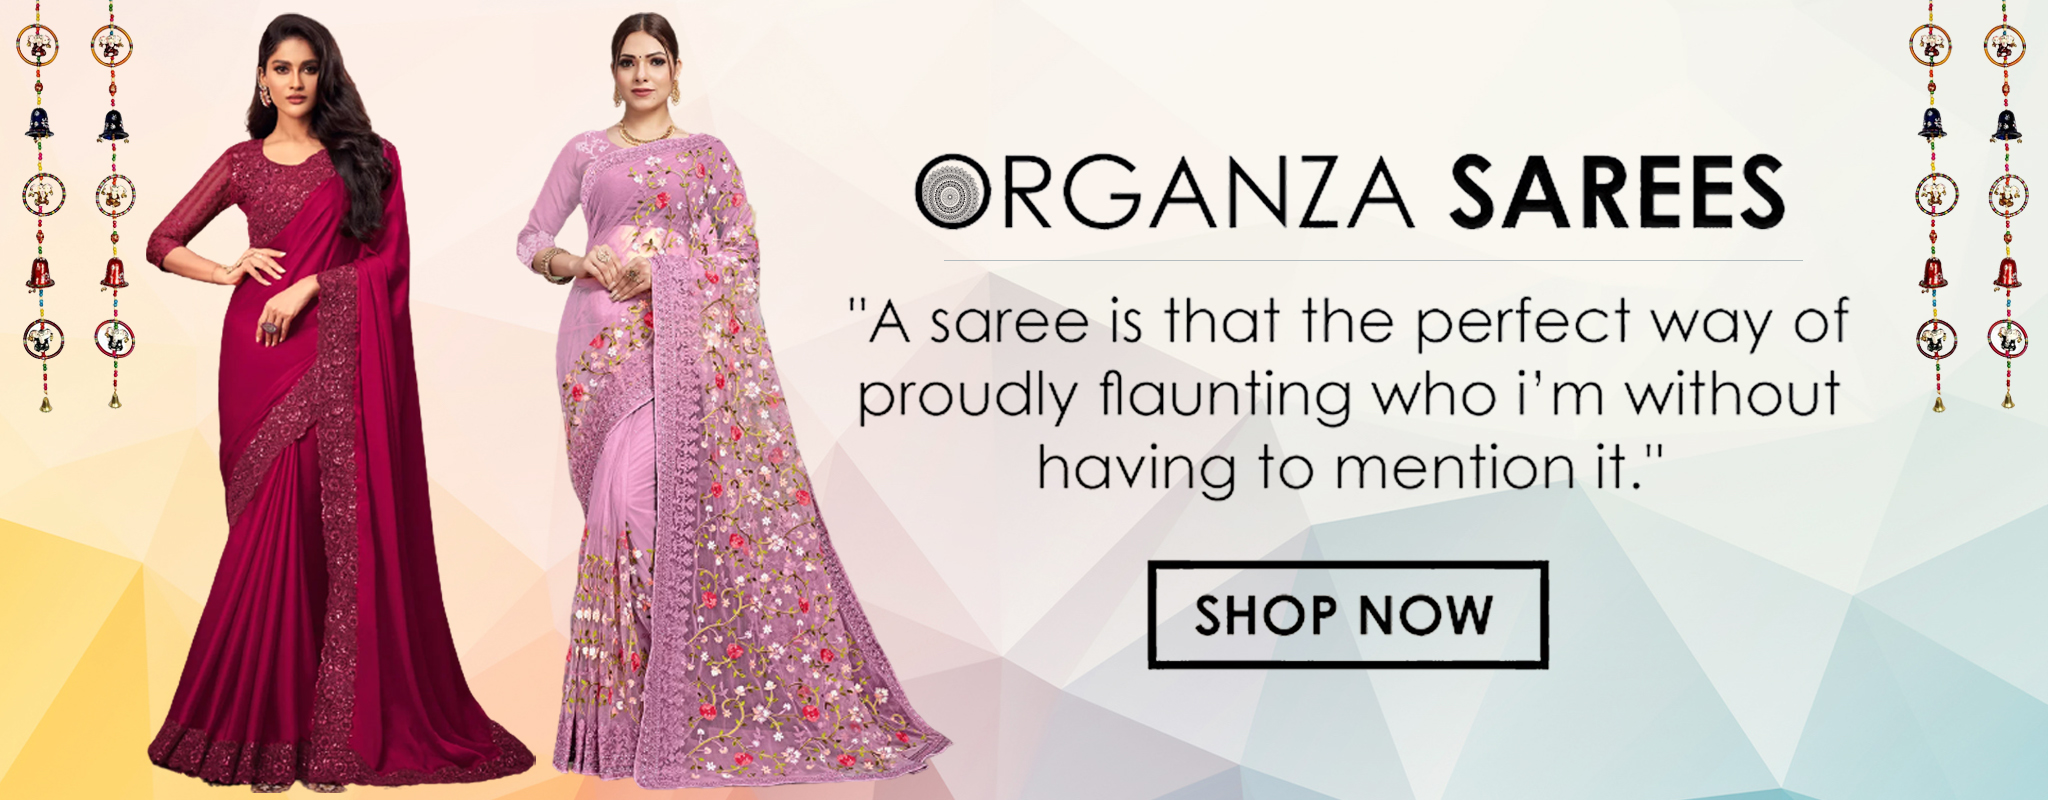 ORGANZA SAREES
"A saree is that the perfect way of
proudly flaunting who i'm without
having to mention it."
SHOP NOW